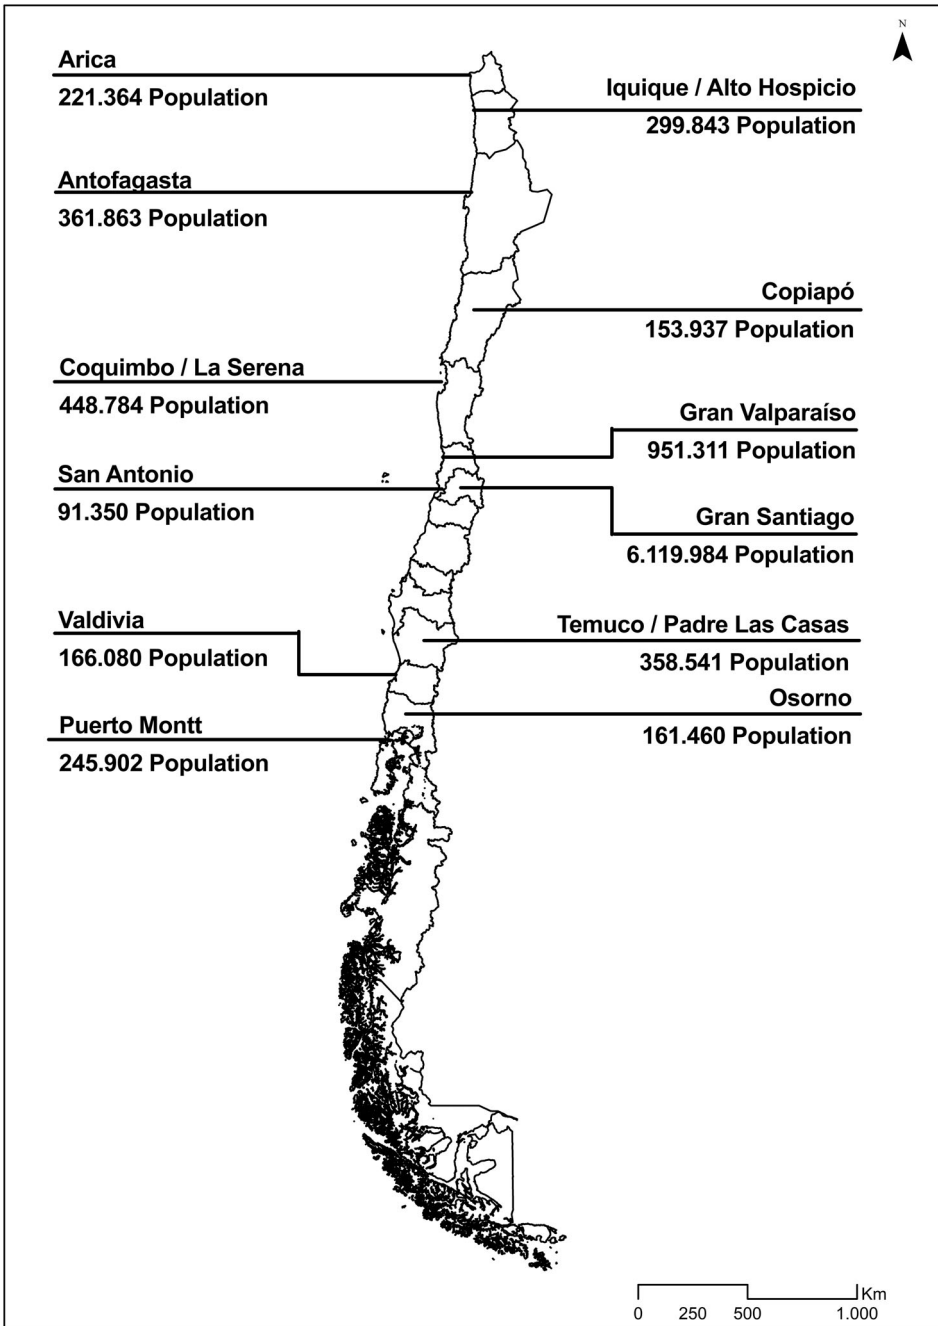 N
Arica
221.364 Population
Iquique / Alto Hospicio
299.843 Population
Antofagasta
361.863 Population
Copiapó
153.937 Population
Coquimbo / La Serena
448.784 Population
Gran Valparaíso
951.311 Population
San Antonio
91.350 Population
Gran Santiago
6.119.984 Population
Valdivia
166.080 Population
Temuco / Padre Las Casas
358.541 Population
Osorno
161.460 Population
Puerto Montt
245.902 Population
Km
0 250 500 1.000